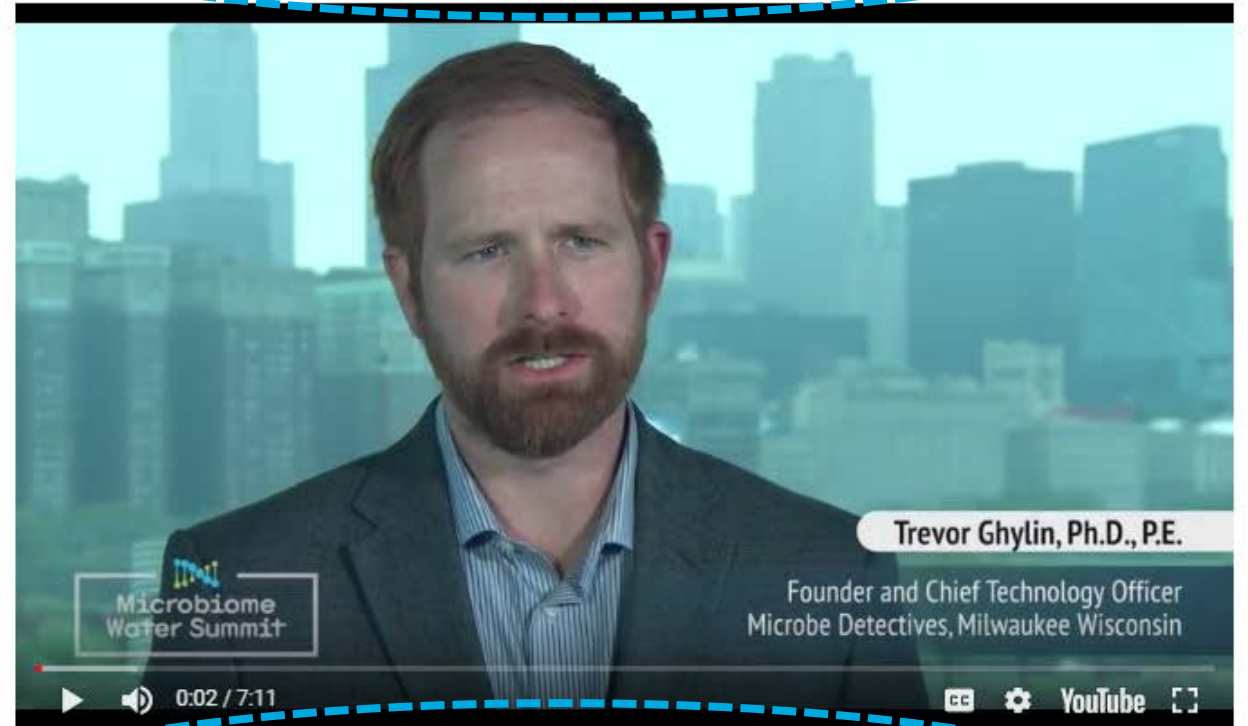 Trevor Ghylin, Ph.D., P.E.
Founder and Chief Technology Officer
Microbe Detectives, Milwaukee Wisconsin
Microbiome
Water Summit
0:02 / 7:11
CC
YouTube